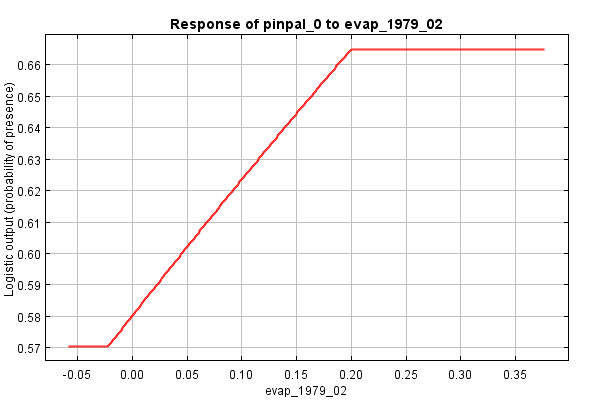 Response of pinpal_0 to evap_1979_02
Logistic output (probability of presence)
0.66
0.65
0.64
0.63
0.62
0.61
0.60
0.59
0.58
0.57
-0.05 0.00 0.05 0.10 0.15 0.20 0.25 0.30 0.35
evap_1979_02